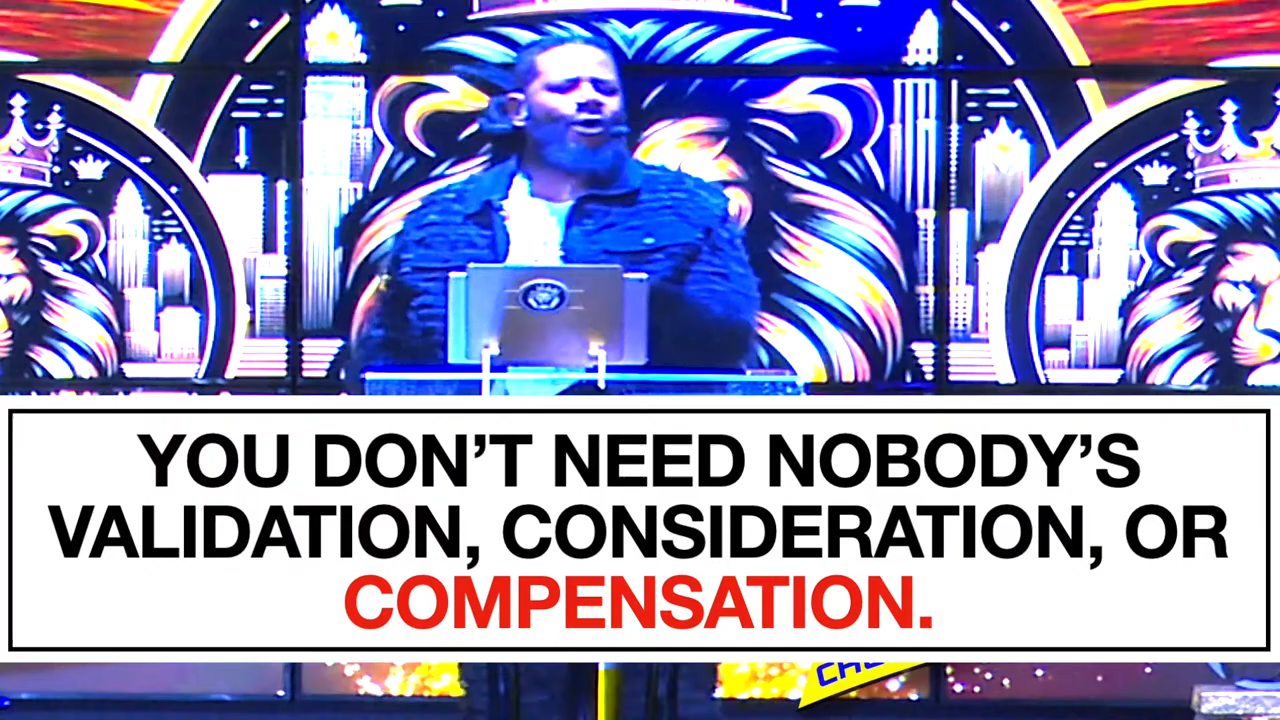 YOU DON’T NEED NOBODY’S
VALIDATION, CONSIDERATION, OR
COMPENSATION.